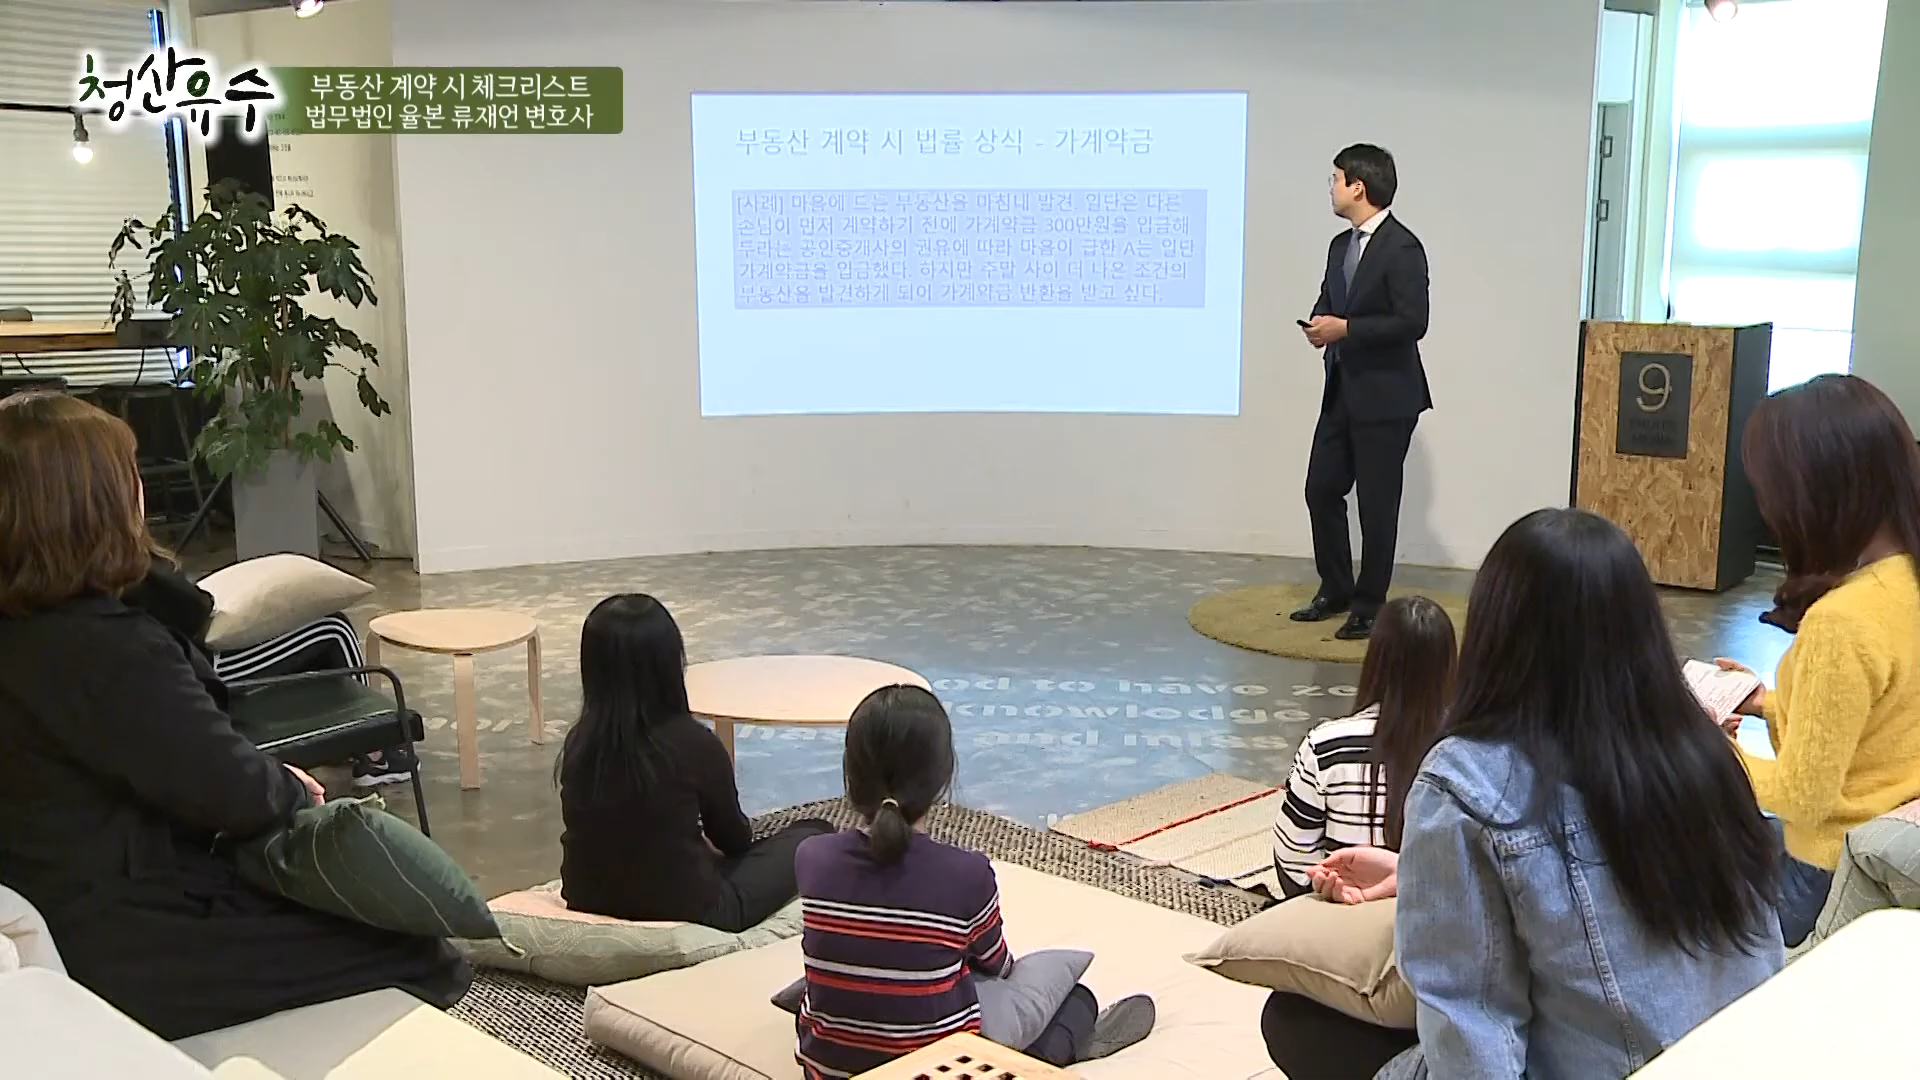 청산유수
부동산 계약 시 체크리스트
법무법인 율본 류재언 변호사
부동산 계약 시 법률 상식 - 가계약금
[사례] 마음에 드는 부동산을 마침내 발견. 일단은 다른
손님이 먼저 계약하기 전에 가계약금 300만원을 입금해
두라는 공인중개사의 권유에 따라 마음이 급한 A는 일단
가계약금을 입금했다. 하지만 주말 사이 더 나은 조건의
부동산을 발견하게 되어 가계약금 반환을 받고 싶다.
9
od to have ze
knowledge
and miss